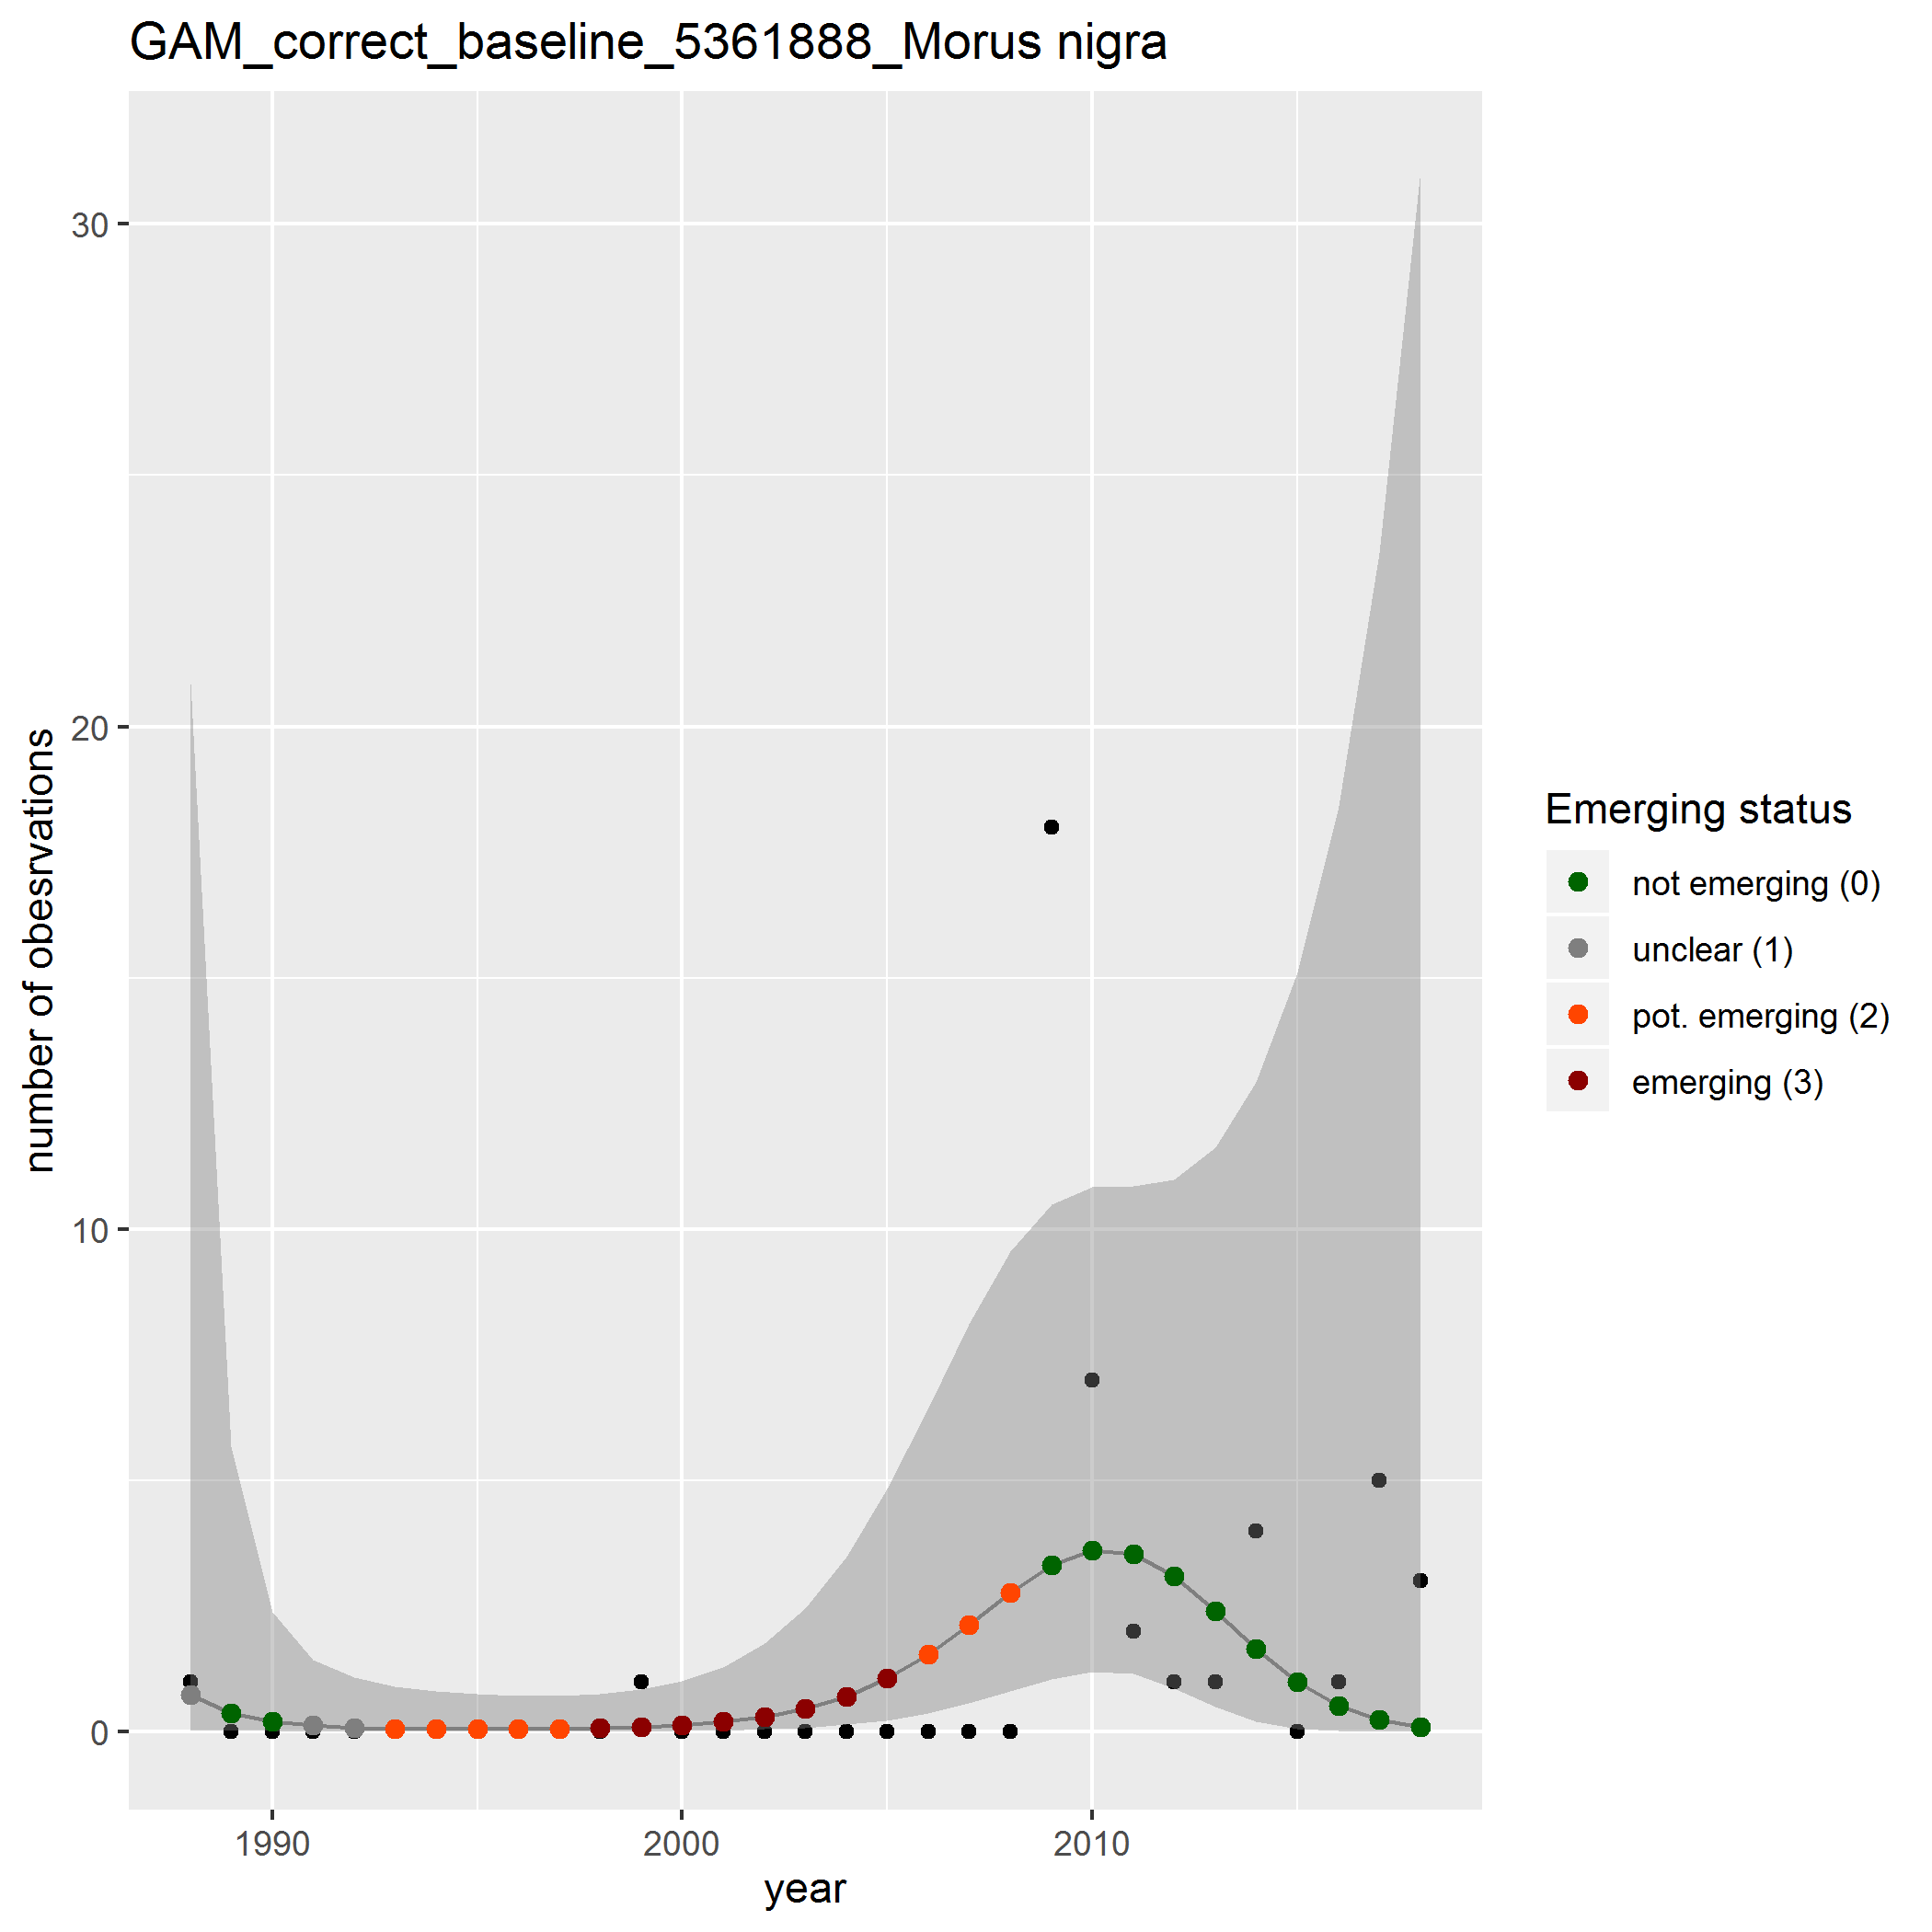 GAM_correct_baseline_5361888_Morus nigra
30
20
10
0
number of obesrvations
1990 2000 2010
year
Emerging status
not emerging (0)
unclear (1)
pot. emerging (2)
emerging (3)